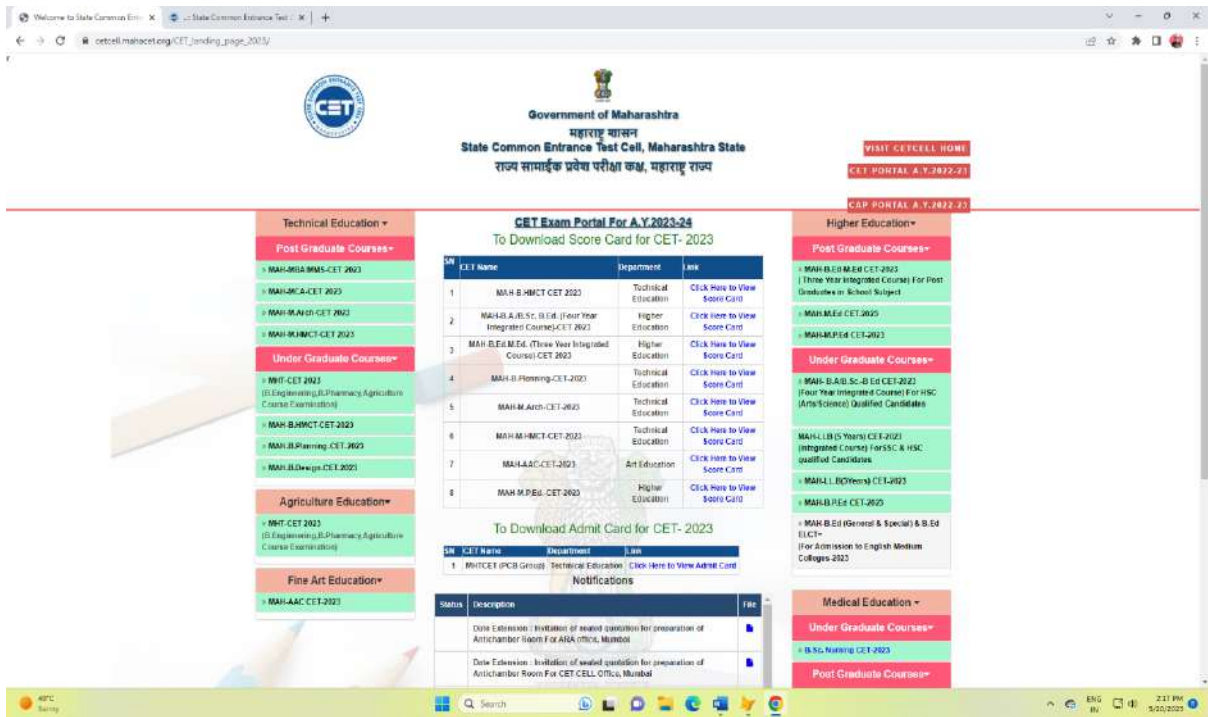 Welcome to State Common Ent
State Common Entrance Test
cetcell.mahacet.org/CET_landing_page_2023/
CET
Government of Maharashtra
महाराष्ट्र शासन
State Common Entrance Test Cell, Maharashtra State
राज्य सामाईक प्रवेश परीक्षा कक्ष, महाराष्ट्र राज्य
VISIT CETCELL HOME
CET PORTAL A.Y.2022-23
CAP PORTAL A.Y.2022-23
Technical Education
Post Graduate Courses
MAH-MBA/MMS-CET 2023
MAH-MCA-CET 2023
MAH-M.Arch-CET 2023
MAH-M.HMCT-CET 2023
Under Graduate Courses
MHT-CET 2023
(B.Engineering,B.Pharmacy,Agriculture
Course Examination)
MAH-B.HMCT-CET-2023
MAH-B.Planning-CET-2023
MAH-B.Design-CET-2023
Agriculture Education
MHT-CET 2023
(B.Engineering,B.Pharmacy,Agriculture
Course Examination)
Fine Art Education
MAH-AAC-CET-2023
CET Exam Portal For A.Y.2023-24
To Download Score Card for CET- 2023
SN CET Name Department Link
1 MAH-B.HMCT CET 2023 Technical Education Click Here to View Score Card
2 MAH-B.A./B.Sc. B.Ed. (Four Year Integrated Course)-CET 2023 Higher Education Click Here to View Score Card
3 MAH-B.Ed.M.Ed. (Three Year Integrated Course)-CET 2023 Higher Education Click Here to View Score Card
4 MAH-B.Planning-CET-2023 Technical Education Click Here to View Score Card
5 MAH-M.Arch-CET-2023 Technical Education Click Here to View Score Card
6 MAH-M.HMCT-CET-2023 Technical Education Click Here to View Score Card
7 MAH-AAC-CET-2023 Art Education Click Here to View Score Card
8 MAH-M.P.Ed.-CET-2023 Higher Education Click Here to View Score Card
To Download Admit Card for CET- 2023
SN CET Name Department Link
1 MHTCET (PCB Group) Technical Education Click Here to View Admit Card
Notifications
Status Description File
Date Extension : Invitation of sealed quotation for preparation of
Antichamber Room For ARA office, Mumbai
Date Extension : Invitation of sealed quotation for preparation of
Antichamber Room For CET CELL Office, Mumbai
Higher Education
Post Graduate Courses
MAH-B.Ed-M.Ed CET-2023
( Three Year Integrated Course) For Post
Graduates in School Subject
MAH.M.Ed CET-2023
MAH-M.P.Ed CET-2023
Under Graduate Courses
MAH- B.A/B.Sc.-B Ed CET-2023
(Four Year Integrated Course) For HSC
(Arts/Science) Qualified Candidates
MAH-LLB (5 Years) CET-2023
(Integrated Course) ForSSC & HSC
qualified Candidates
MAH-LL.B(3Years) CET-2023
MAH-B.P.Ed CET-2023
MAH-B.Ed (General & Special) & B.Ed
ELCT-
(For Admission to English Medium
Colleges-2023
Medical Education
Under Graduate Courses
B.Sc. Nursing CET-2023
Post Graduate Courses
40°C
Sunny
Search
ENG
IN
2:17 PM
5/20/2023